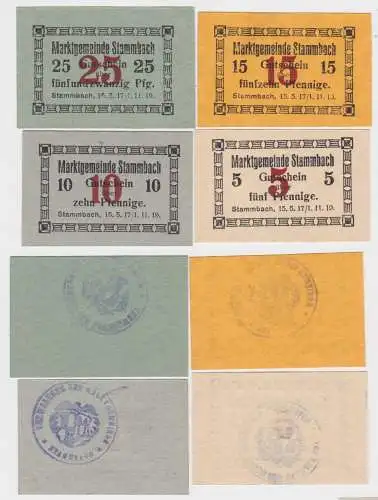 Marktgemeinde Stammbach
25 Gutschein 25
25
für
fünfundzwanzig Pfg.
Stammbach, 15. 5. 17/1. 11. 19.
Marktgemeinde Stammbach
15 Gutschein 15
15
fünfzehn Pfennige.
Stammbach, 15. 5. 17/1. 11. 19.
Marktgemeinde Stammbach
10 Gutschein 10
10
zehn Pfennige.
Stammbach, 15. 5. 17/1. 11. 19.
Marktgemeinde Stammbach
5 Gutschein 5
5
fünf Pfennige.
Stammbach, 15. 5. 17/1. 11. 19.